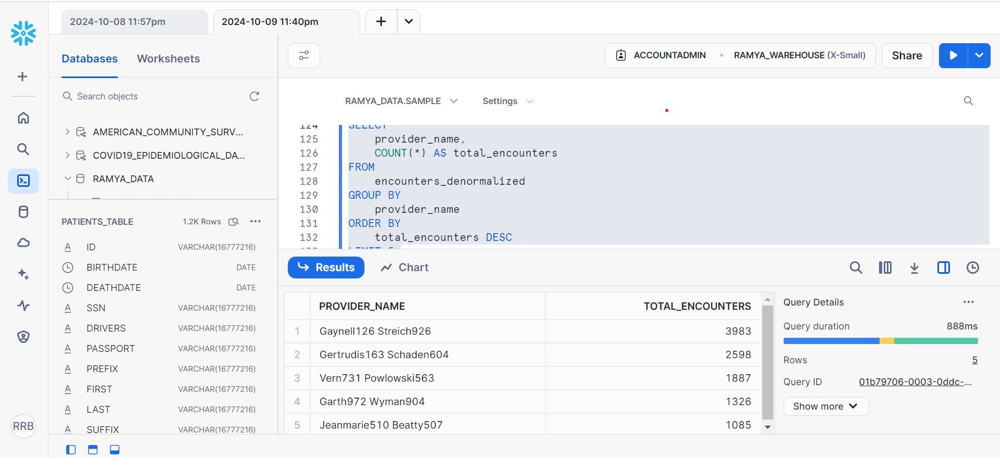 2024-10-08 11:57pm
2024-10-09 11:40pm
Databases
Worksheets
ACCOUNTADMIN
RAMYA_WAREHOUSE (X-Small)
Share
Search objects
AMERICAN_COMMUNITY_SURV...
COVID19_EPIDEMIOLOGICAL_DA...
RAMYA_DATA
PATIENTS_TABLE 1.2K Rows
ID VARCHAR(16777216)
BIRTHDATE DATE
DEATHDATE DATE
SSN VARCHAR(16777216)
DRIVERS VARCHAR(16777216)
PASSPORT VARCHAR(16777216)
PREFIX VARCHAR(16777216)
FIRST VARCHAR(16777216)
LAST VARCHAR(16777216)
SUFFIX VARCHAR(16777216)
RRB
RAMYA_DATA.SAMPLE
Settings
124 SELECT
125 provider_name,
126 COUNT(*) AS total_encounters
127 FROM
128 encounters_denormalized
129 GROUP BY
130 provider_name
131 ORDER BY
132 total_encounters DESC
133 LIMIT 5
Results
Chart
PROVIDER_NAME TOTAL_ENCOUNTERS
1 Gaynell126 Streich926 3983
2 Gertrudis163 Schaden604 2598
3 Vern731 Powlowski563 1887
4 Garth972 Wyman904 1326
5 Jeanmarie510 Beatty507 1085
Query Details
Query duration 888ms
Rows 5
Query ID 01b79706-0003-0ddc-...
Show more